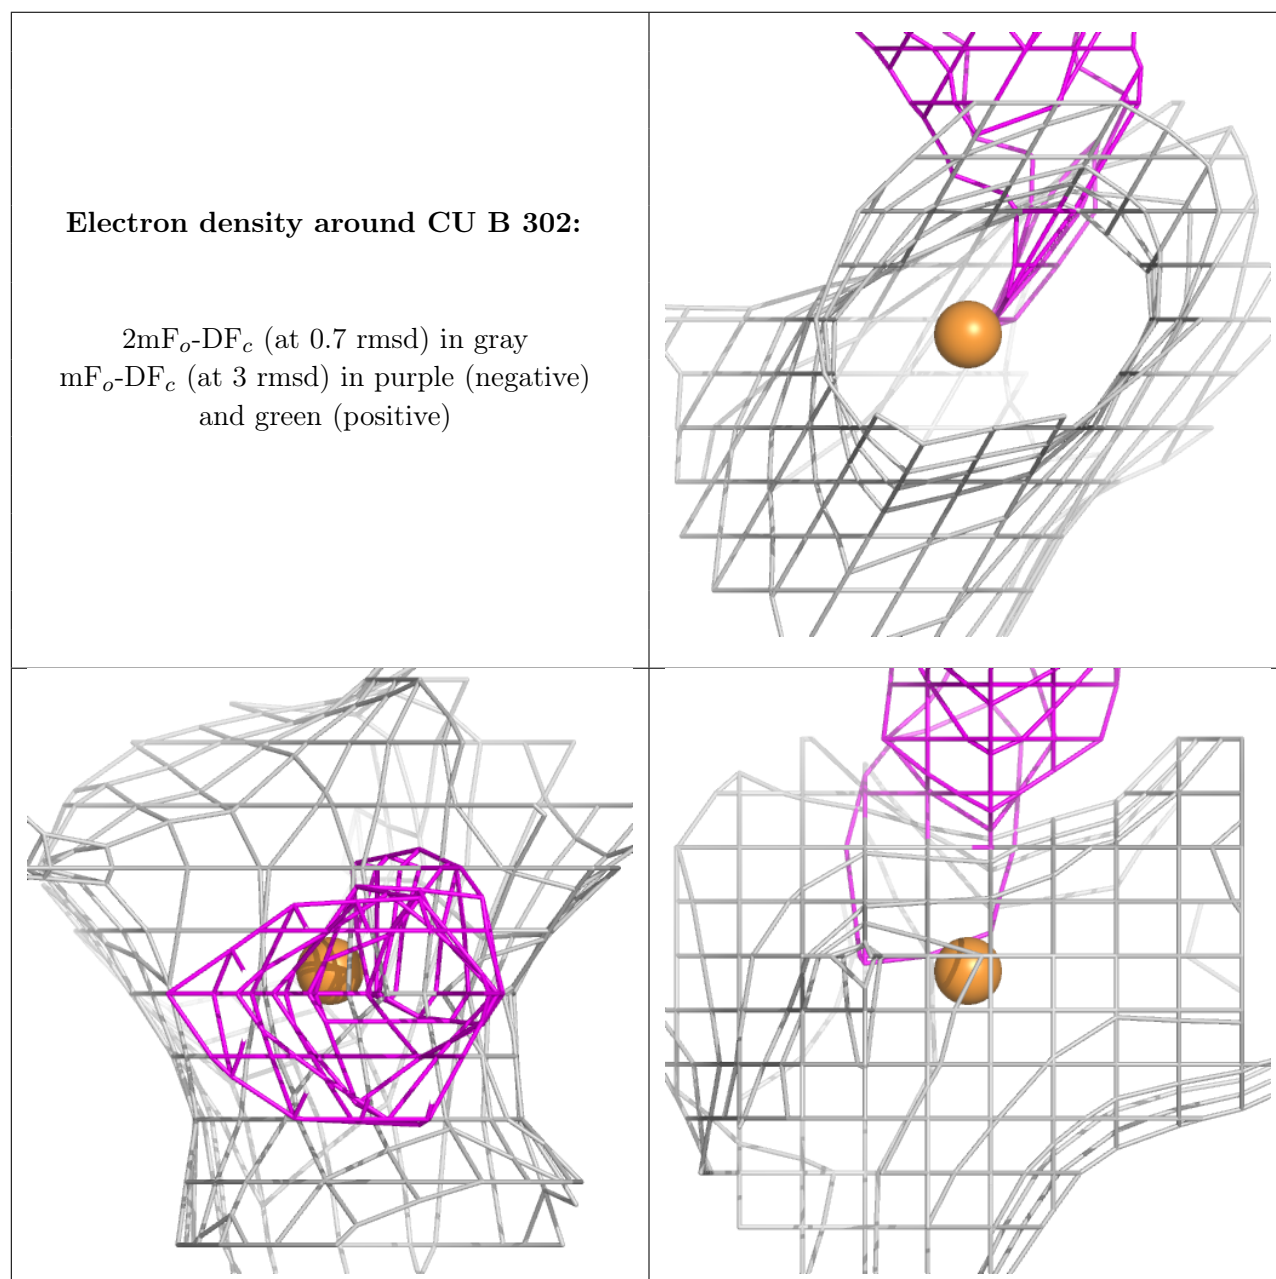 Electron density around CU B 302:
2mFo-DFc (at 0.7 rmsd) in gray
mFo-DFc (at 3 rmsd) in purple (negative)
and green (positive)